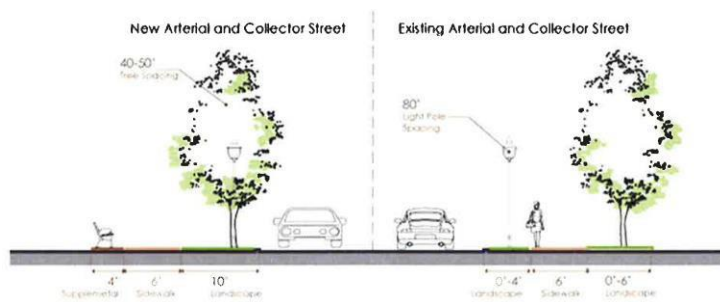 New Arterial and Collector Street
Existing Arterial and Collector Street
40-50'
Tree Spacing
80'
Light Pole
Spacing
4'
6'
10'
0'-4'
6'
0'-6'
Supplemental
Sidewalk
Landscape
Landscape
Sidewalk
Landscape